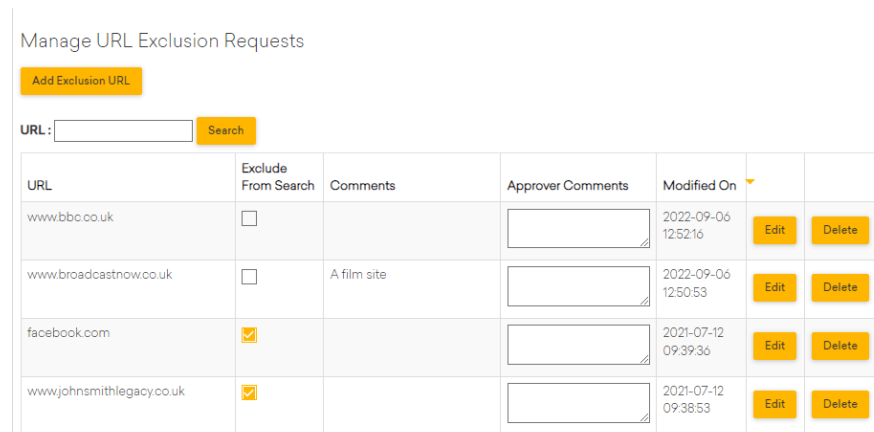 Manage URL Exclusion Requests
Add Exclusion URL
URL : Search
URL Exclude From Search Comments Approver Comments Modified On
www.bbc.co.uk 2022-09-06 12:52:16 Edit Delete
www.broadcastnow.co.uk A film site 2022-09-06 12:50:53 Edit Delete
facebook.com 2021-07-12 09:39:36 Edit Delete
www.johnsmithlegacy.co.uk 2021-07-12 09:38:53 Edit Delete